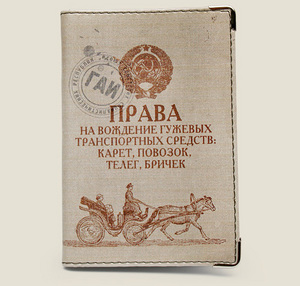 ГАИ
ПРАВА
НА ВОЖДЕНИЕ ГУЖЕВЫХ
ТРАНСПОРТНЫХ СРЕДСТВ:
КАРЕТ, ПОВОЗОК,
ТЕЛЕГ, БРИЧЕК